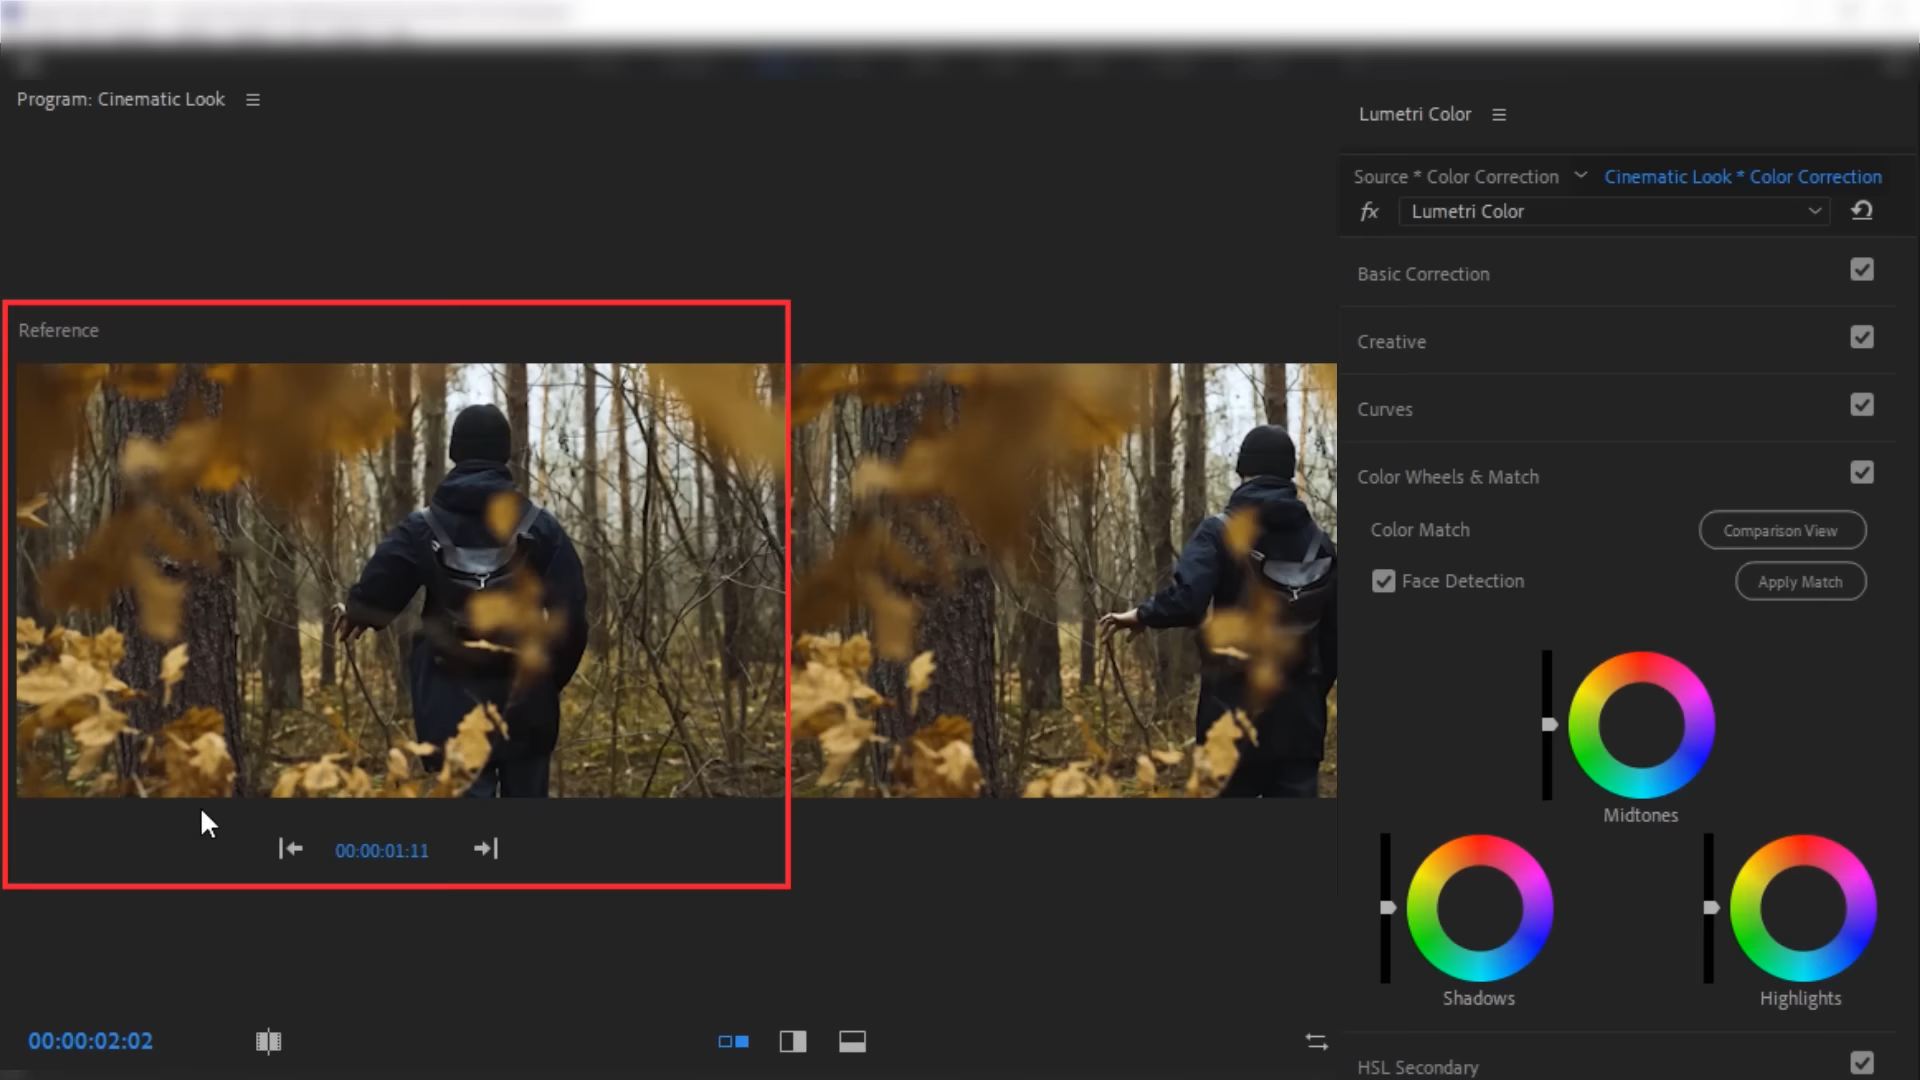 Program: Cinematic Look
Lumetri Color
Source * Color Correction
Cinematic Look * Color Correction
fx
Lumetri Color
Basic Correction
Creative
Curves
Color Wheels & Match
Color Match
Comparison View
Face Detection
Apply Match
Midtones
Shadows
Highlights
HSL Secondary
Reference
00:00:01:11
00:00:02:02